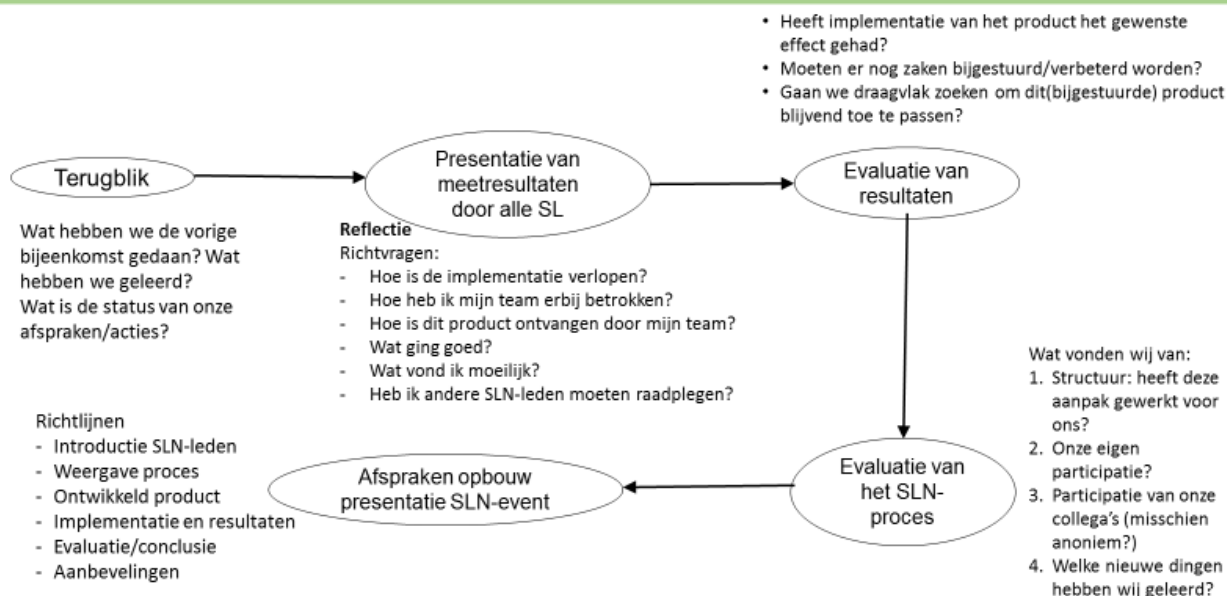 Terugblik
Wat hebben we de vorige
bijeenkomst gedaan? Wat
hebben we geleerd?
Wat is de status van onze
afspraken/acties?
Presentatie van
meetresultaten
door alle SL
Reflectie
Richtvragen:
- Hoe is de implementatie verlopen?
- Hoe heb ik mijn team erbij betrokken?
- Hoe is dit product ontvangen door mijn team?
- Wat ging goed?
- Wat vond ik moeilijk?
- Heb ik andere SLN-leden moeten raadplegen?
• Heeft implementatie van het product het gewenste
effect gehad?
• Moeten er nog zaken bijgestuurd/verbeterd worden?
• Gaan we draagvlak zoeken om dit(bijgestuurde) product
blijvend toe te passen?
Evaluatie van
resultaten
Evaluatie van
het SLN-
proces
Wat vonden wij van:
1. Structuur: heeft deze
aanpak gewerkt voor
ons?
2. Onze eigen
participatie?
3. Participatie van onze
collega's (misschien
anoniem?)
4. Welke nieuwe dingen
hebben wij geleerd?
Afspraken opbouw
presentatie SLN-event
Richtlijnen
- Introductie SLN-leden
- Weergave proces
- Ontwikkeld product
- Implementatie en resultaten
- Evaluatie/conclusie
- Aanbevelingen